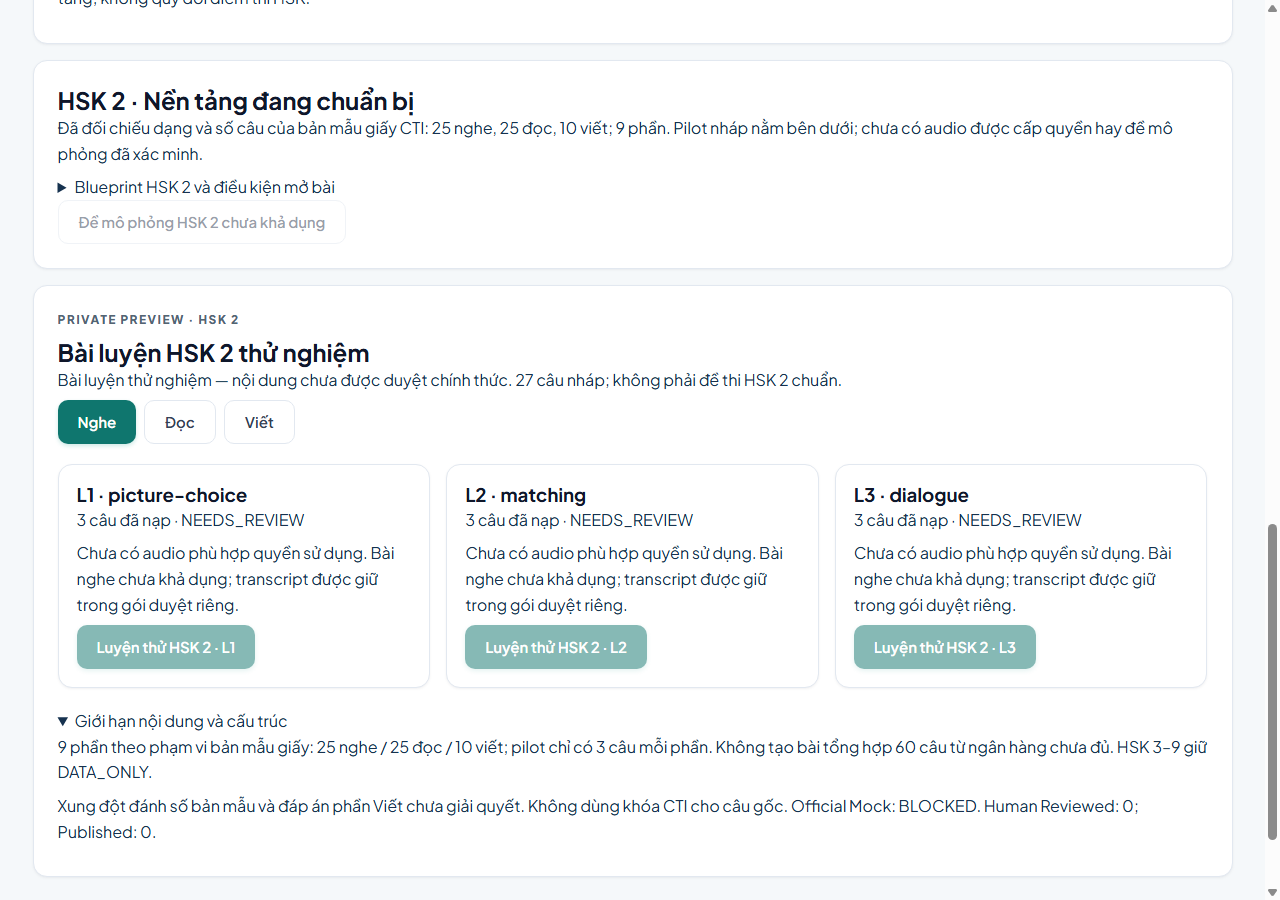 HSK 2 · Nền tảng đang chuẩn bị
Đã đối chiếu dạng và số câu của bản mẫu giấy CTI: 25 nghe, 25 đọc, 10 viết; 9 phần. Pilot nháp nằm bên dưới; chưa có audio được cấp quyền hay đề mô
phỏng đã xác minh.
Blueprint HSK 2 và điều kiện mở bài
Đề mô phỏng HSK 2 chưa khả dụng
PRIVATE PREVIEW · HSK 2
Bài luyện HSK 2 thử nghiệm
Bài luyện thử nghiệm — nội dung chưa được duyệt chính thức. 27 câu nháp; không phải đề thi HSK 2 chuẩn.
Nghe
Đọc
Viết
L1 · picture-choice
3 câu đã nạp · NEEDS_REVIEW
Chưa có audio phù hợp quyền sử dụng. Bài
nghe chưa khả dụng; transcript được giữ
trong gói duyệt riêng.
Luyện thử HSK 2 · L1
L2 · matching
3 câu đã nạp · NEEDS_REVIEW
Chưa có audio phù hợp quyền sử dụng. Bài
nghe chưa khả dụng; transcript được giữ
trong gói duyệt riêng.
Luyện thử HSK 2 · L2
L3 · dialogue
3 câu đã nạp · NEEDS_REVIEW
Chưa có audio phù hợp quyền sử dụng. Bài
nghe chưa khả dụng; transcript được giữ
trong gói duyệt riêng.
Luyện thử HSK 2 · L3
Giới hạn nội dung và cấu trúc
9 phần theo phạm vi bản mẫu giấy: 25 nghe / 25 đọc / 10 viết; pilot chỉ có 3 câu mỗi phần. Không tạo bài tổng hợp 60 câu từ ngân hàng chưa đủ. HSK 3–9 giữ
DATA_ONLY.
Xung đột đánh số bản mẫu và đáp án phần Viết chưa giải quyết. Không dùng khóa CTI cho câu gốc. Official Mock: BLOCKED. Human Reviewed: 0;
Published: 0.